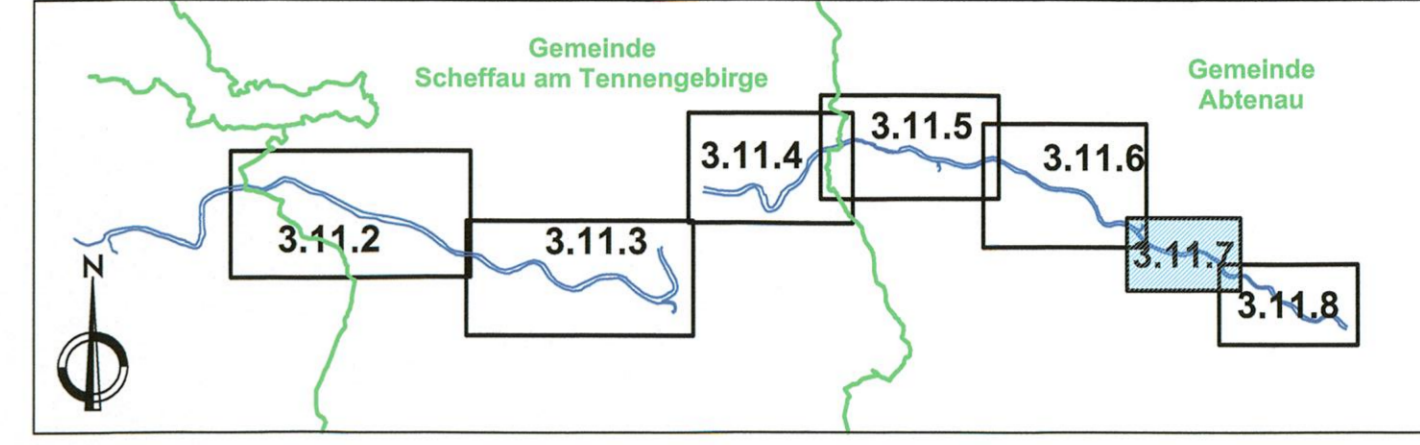 Gemeinde
Scheffau am Tennengebirge
Gemeinde
Abtenau
3.11.5
3.11.4
3.11.6
3.11.2
3.11.3
3.11.7
N
3.11.8